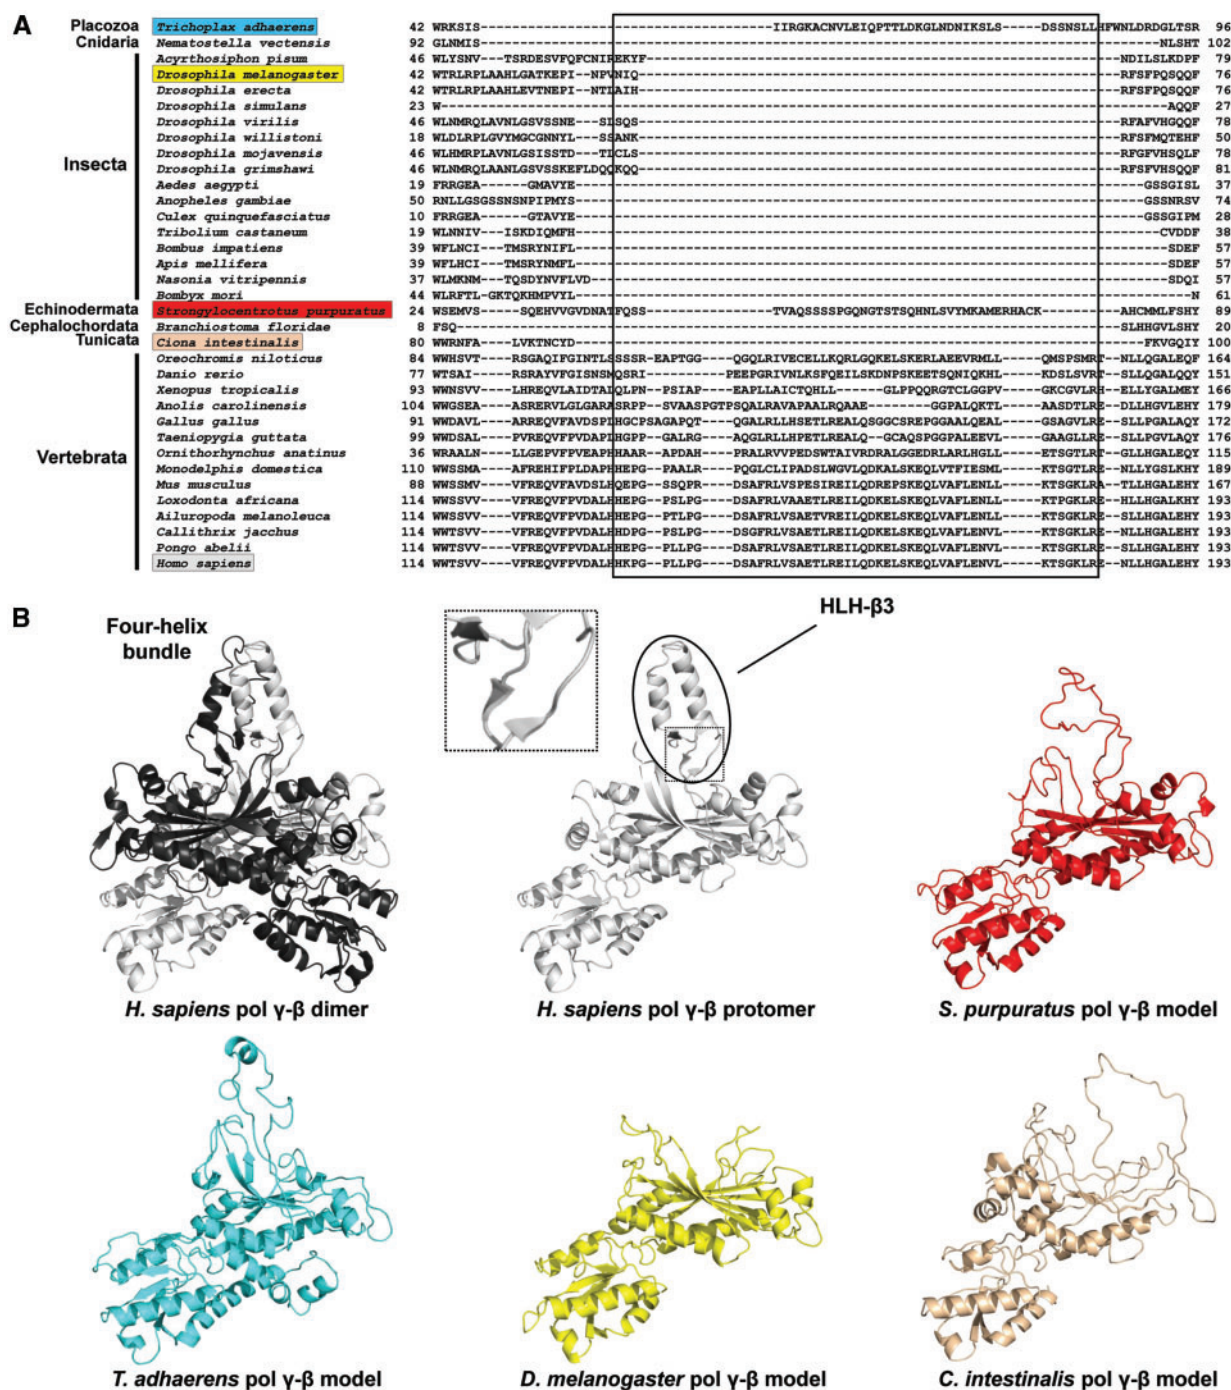 A
Placozoa Trichoplax adhaerens 42 WRKSIS-----------------------------------IIRGKACNVLEIQPTTLDKGLNDNIKSLS-----DSSNSLLHFWNLDRDGLTSR 96
Cnidaria Nematostella vectensis 92 GLNMIS-----------------------------------NLSHT 102
Insecta
Acyrthosiphon pisum 46 WLYSNV---TSRDESVFQFCNIREKYF-----------------------------------NDILSLKDPF 79
Drosophila melanogaster 42 WTRLRPLAAHLGATKEPI--NPVNIQ-----------------------------------RFSFPQSQQF 76
Drosophila erecta 42 WTRLRPLAAHLEVTNEPI--NTLAIH-----------------------------------RFSFPQSQQF 76
Drosophila simulans 23 W-----------------------------------AQQF 27
Drosophila virilis 46 WLNMRQLAVNLGSVSSNE--SLSQS-----------------------------------RFAFVHGQQF 78
Drosophila willistoni 18 WLDLRPLGVYMGCGNNYL--SSANK-----------------------------------RFSFMQTEHF 50
Drosophila mojavensis 46 WLHMRPLAVNLGSISSTD--TLCLS-----------------------------------RFGFVHSQLF 78
Drosophila grimshawi 46 WLNMRQLAANLGSVSSKEFLDQQKQQ-----------------------------------RFSFVHSQQF 81
Aedes aegypti 19 FRRGEA-----GMAVYE-----------------------------------GSSGISL 37
Anopheles gambiae 50 RNLLGSGSSNSNPIPMYS-----------------------------------GSSNRSV 74
Culex quinquefasciatus 10 FRRGEA-----GTAVYE-----------------------------------GSSGIPM 28
Tribolium castaneum 19 WLNNIV---ISKDIQMFH-----------------------------------CVDDF 38
Bombus impatiens 39 WFLNCI--TMSRYNIFL-----------------------------------SDEF 57
Apis mellifera 39 WFLHCI--TMSRYNMFL-----------------------------------SDEF 57
Nasonia vitripennis 37 WLMKNM--TQSDYNVFLVD-----------------------------------SDQI 65
Bombyx mori 44 WLRFTL-GKTQKHMPVYL-----------------------------------N 61
Echinodermata Strongylocentrotus purpuratus 24 WSEMVS---SQEHVVGVDNATFQSS-------------TVAQSSSSSPGQNGTSTSQHNLSVYMKAMERHACK-----AHCMMLFSHY 89
Cephalochordata Branchiostoma floridae 8 FSQ-----------------------------------SLHHGVLSHY 20
Tunicata Ciona intestinalis 80 WWRNFA---LVKTNCYD-----------------------------------FKVGQIY 100
Vertebrata
Oreochromis niloticus 84 WWHSVT---RSGAQIFGINTLSSSSR-EAPTGG---QGQLRIVECELLKQRLGQKELSKERLAEEVRMLL---QMSPSMRT-NLLQGALEQF 164
Danio rerio 77 WTSAI---RSRAYVFGISNSMQSRI----------PEEPGRIVNLKSFQEILSKDNPSKEETSQNIQKHL-----KDSLSVRT-SLLQGALQQY 151
Xenopus tropicalis 93 WWNSVV---LHREQVLAIDTALQLPN--PSIAP----EAPLLAICTQHLL------GLPPQQRGTCLGGPV-----GKCGVLRH-ELLYGALMEY 166
Anolis carolinensis 104 WWGSEA---ASRERVLGLGARASRPP--SVAASPGTPSQALRAVAPAALRQAAE-------GGPALQKTL----AASDTLRE-DLLHGVLEHY 179
Gallus gallus 91 WWDAVL---AREQQVFAVDSPLHGCPSAGAPQT----QGALRLLHSETLREALQSGGCSREPGGAALQEAL-----GSAGVLRE-SLLPGALAQY 172
Taeniopygia guttata 99 WWDSAL---PVREQVFAVDAPLHGPP--GALRG----AQGLRLLHPETLREALQ----GCAQSPGGPALEEVL-----GAAGLLRE-SLLPGVLAQY 176
Ornithorhynchus anatinus 36 WRAALN---LLGEPVFPVEAPHHAAR--APDAH----PRALRVVPEDSWTAIVRDRALGGEDRLARLHGLL-----ETSGTLRT-GLLHGALEQY 115
Monodelphis domestica 110 WWSSMA---AFREHIFPLDAPHHEPG--PAALR----PQGLCLIPADSLWGVLQDKALSKEQLVTFIESML-----KTSGNLRE-NLLYGSLKHY 189
Mus musculus 88 WWSSMV---VFREQVFAVDSLHQEPG--SSQPR----DSAFRLVSPESIREILQDREPSKEQLVAFLENLL-----KTSGKLRA-TLLHGALEHY 167
Loxodonta africana 114 WWSSVV---VFREQVFPVDALHHEPG--PSLPG----DSAFRLVAAETLREILQDKELSKEQLVAFLENVL-----KTPGKLRE-HLLHGALKHY 193
Ailuropoda melanoleuca 114 WWSSVV---VFREQVFPVDALHHEPG--PTLPG----DSAFRLVSAETVREILQDKELSKEQLVAFLENVL-----KTSGKLRE-NLLHGALEHY 193
Callithrix jacchus 114 WWTSVV---VFREQVFPVDALHHDPG--PSLPG----DSGFRLVSAETLREILQDKELSKEQLVAFLENLL-----KTSGKLRE-SLLHGALEHY 193
Pongo abelii 114 WWTSVV---VFREQVFPVDALHHEPG--PLLPG----DSAFRLVSAETLREILQDKELSKEQLVAFLENVL-----KTSGKLRE-SLLHGALEHY 193
Homo sapiens 114 WWTSVV---VFREQVFPVDALHHKPG--PLLPG----DSAFRLVSAETLREILQDKELSKEQLVAFLENVL-----KTSGKLRE-NLLHGALEHY 193
B
Four-helix
bundle
HLH-β3
H. sapiens pol γ-β dimer
H. sapiens pol γ-β protomer
S. purpuratus pol γ-β model
T. adhaerens pol γ-β model
D. melanogaster pol γ-β model
C. intestinalis pol γ-β model